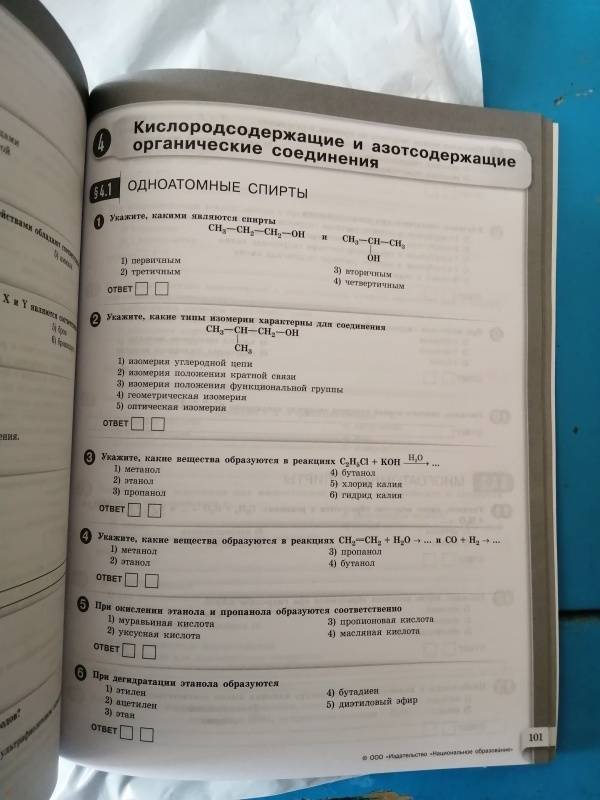 дами
ной
X и Y являются
5) бром
ения.
4
Кислородсодержащие и азотсодержащие
органические соединения
§ 4.1 ОДНОАТОМНЫЕ СПИРТЫ
1 Укажите, какими являются спирты
CH₃—CH₂—CH₂—OH и CH₃—CH—CH₃
OH
1) первичным
2) третичным
3) вторичным
4) четвертичным
ОТВЕТ
2 Укажите, какие типы изомерии характерны для соединения
CH₃—CH—CH₂—OH
CH₃
1) изомерия углеродной цепи
2) изомерия положения кратной связи
3) изомерия положения функциональной группы
4) геометрическая изомерия
5) оптическая изомерия
ОТВЕТ
3 Укажите, какие вещества образуются в реакциях C₂H₅Cl + KOH H₂O → ...
1) метанол
2) этанол
3) пропанол
4) бутанол
5) хлорид калия
6) гидрид калия
ОТВЕТ
4 Укажите, какие вещества образуются в реакциях CH₂=CH₂ + H₂O → ... и CO + H₂ → ...
1) метанол
2) этанол
3) пропанол
4) бутанол
ОТВЕТ
5 При окислении этанола и пропанола образуются соответственно
1) муравьиная кислота
2) уксусная кислота
3) пропионовая кислота
4) масляная кислота
ОТВЕТ
6 При дегидратации этанола образуются
1) этилен
2) ацетилен
3) этан
4) бутадиен
5) диэтиловый эфир
ОТВЕТ
101
© ООО «Издательство «Национальное образование»